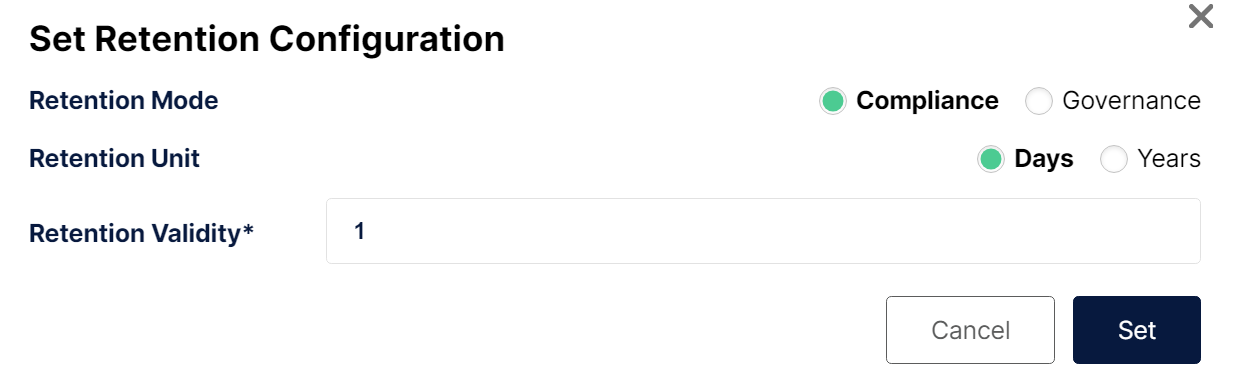 Set Retention Configuration
Retention Mode Compliance Governance
Retention Unit Days Years
Retention Validity* 1
Cancel Set